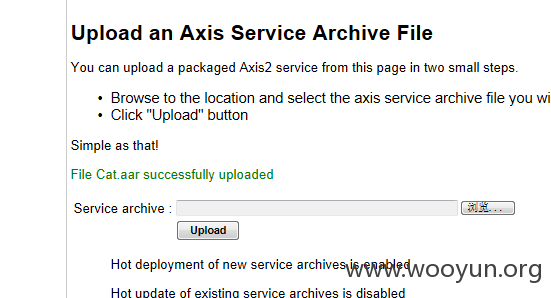 Upload an Axis Service Archive File
You can upload a packaged Axis2 service from this page in two small steps.
• Browse to the location and select the axis service archive file you wi
• Click "Upload" button
Simple as that!
File Cat.aar successfully uploaded
Service archive : 浏览...
Upload
Hot deployment of new service archives is enabled
www.wooyun.org
Hot update of existing service archives is disabled